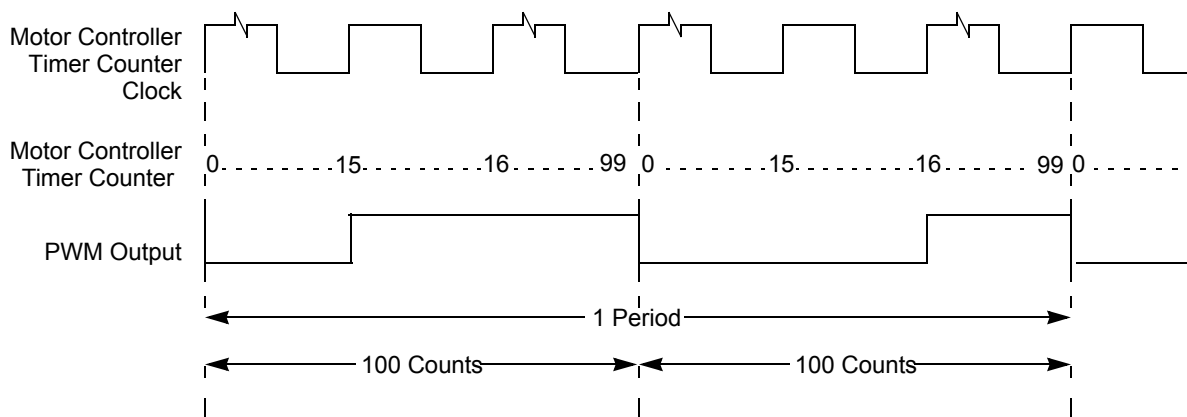 Motor Controller
Timer Counter
Clock
Motor Controller
Timer Counter
0 15 16 99 0 15 16 99 0
PWM Output
1 Period
100 Counts 100 Counts